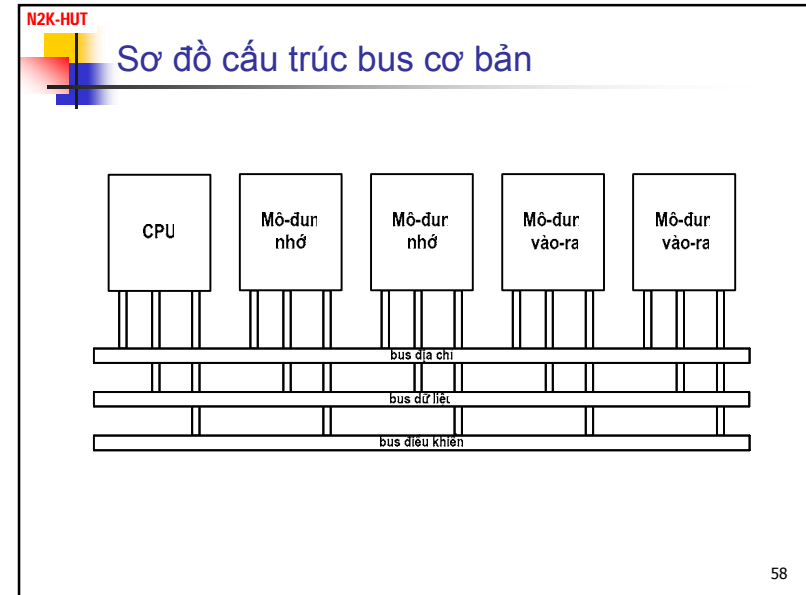 N2K-HUT
Sơ đồ cấu trúc bus cơ bản
CPU
Mô-đun
nhớ
Mô-đun
nhớ
Mô-đun
vào-ra
Mô-đun
vào-ra
bus địa chỉ
bus dữ liệu
bus điều khiển
58